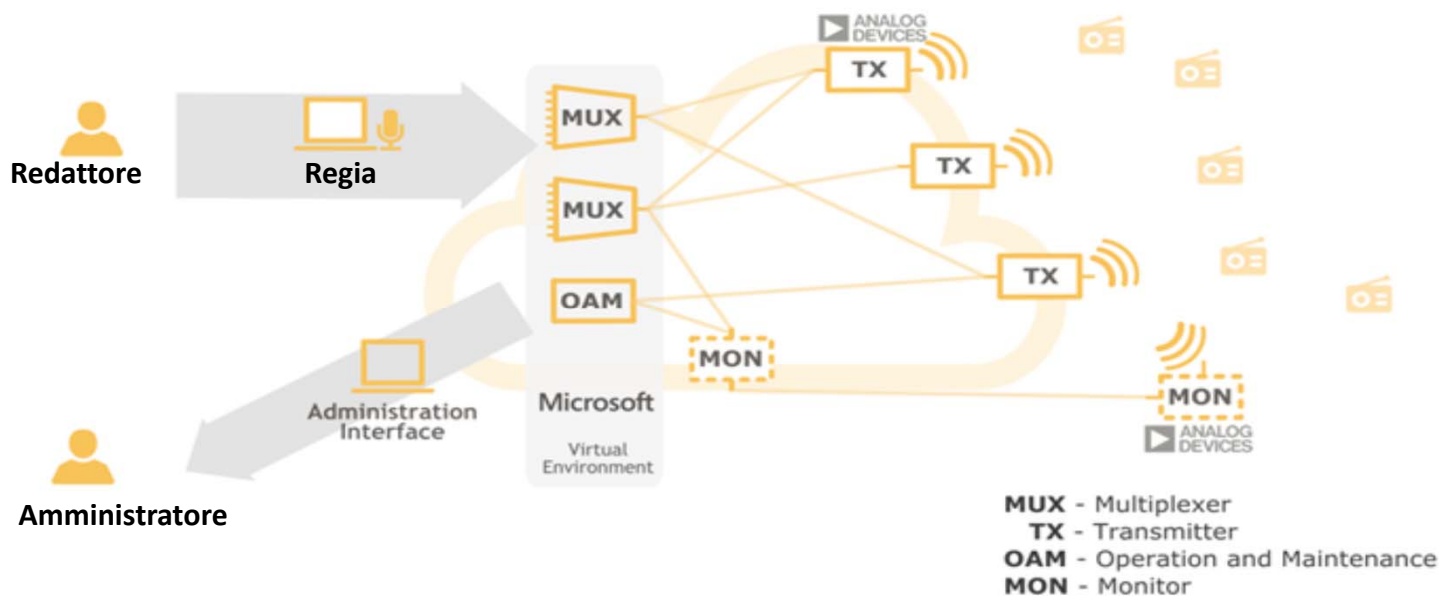 ANALOG
DEVICES
TX
MUX
Redattore
Regia
TX
MUX
TX
OAM
MON
MON
Administration
Interface
Microsoft
ANALOG
DEVICES
Virtual
Environment
Amministratore
MUX - Multiplexer
TX - Transmitter
OAM - Operation and Maintenance
MON - Monitor